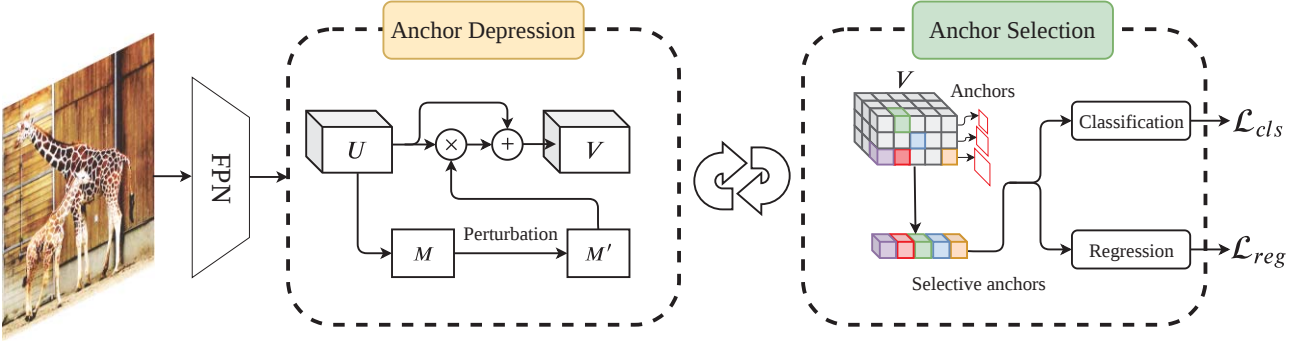 Anchor Depression
Anchor Selection
FPN
U
×
+
V
M
Perturbation
M′
V
Anchors
Selective anchors
Classification
Regression
ℒcls
ℒreg